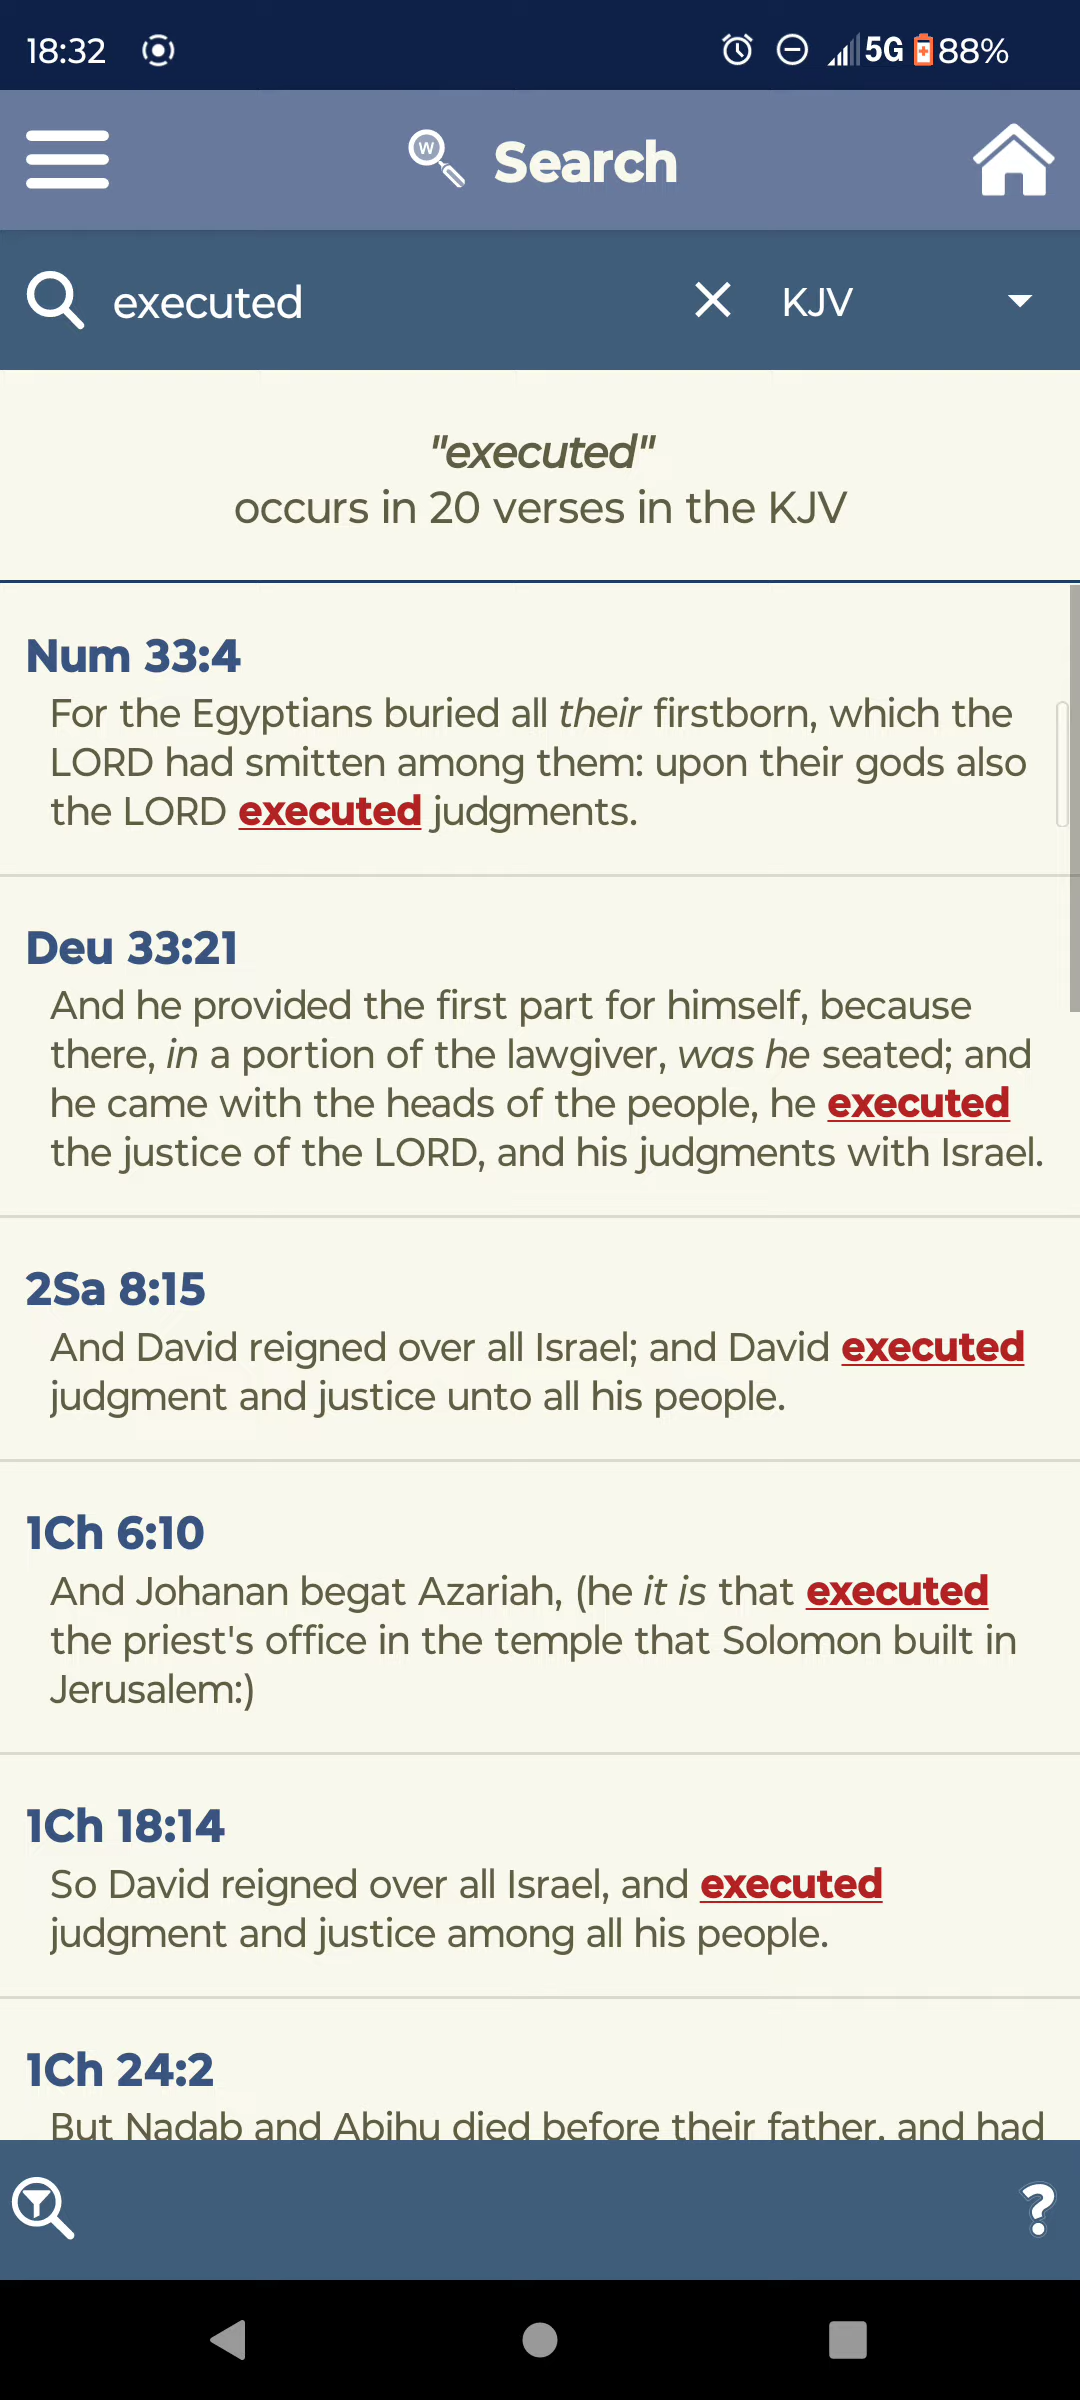 18:32 5G 88%
W Search
executed KJV
"executed"
occurs in 20 verses in the KJV
Num 33:4
For the Egyptians buried all their firstborn, which the
LORD had smitten among them: upon their gods also
the LORD executed judgments.
Deu 33:21
And he provided the first part for himself, because
there, in a portion of the lawgiver, was he seated; and
he came with the heads of the people, he executed
the justice of the LORD, and his judgments with Israel.
2Sa 8:15
And David reigned over all Israel; and David executed
judgment and justice unto all his people.
1Ch 6:10
And Johanan begat Azariah, (he it is that executed
the priest's office in the temple that Solomon built in
Jerusalem:)
1Ch 18:14
So David reigned over all Israel, and executed
judgment and justice among all his people.
1Ch 24:2
But Nadab and Abihu died before their father, and had
?